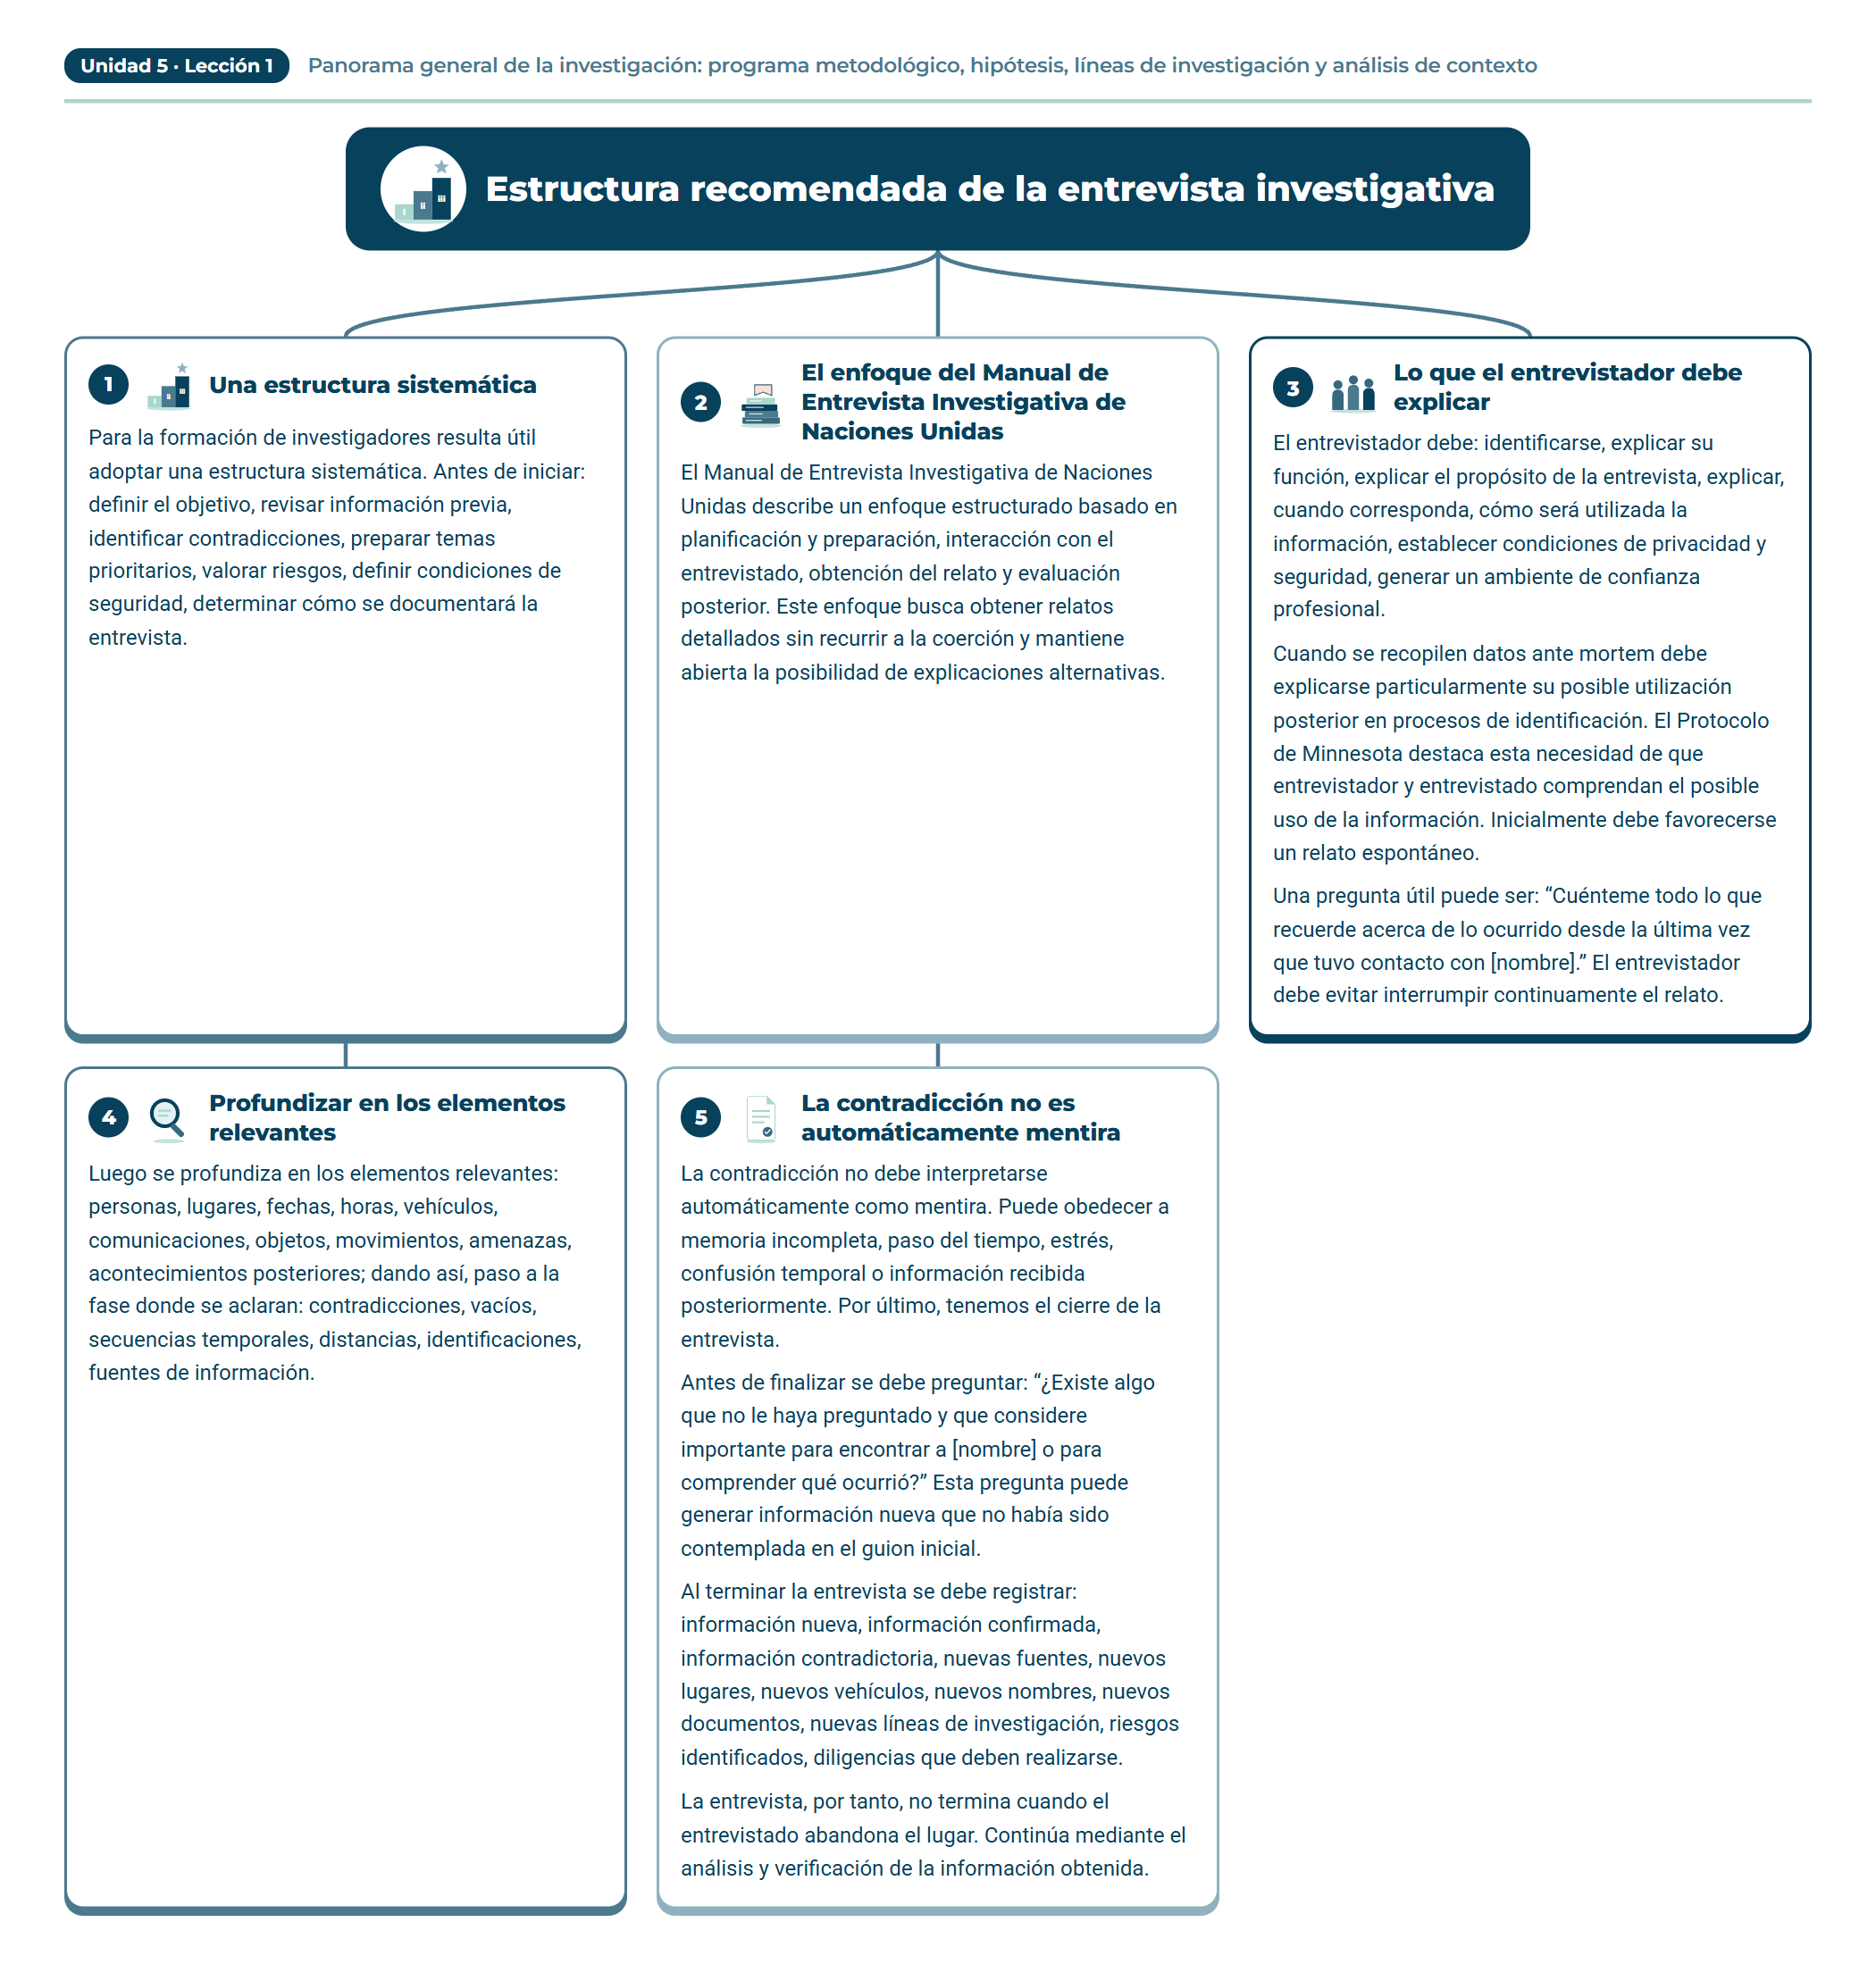 Unidad 5 · Lección 1
Panorama general de la investigación: programa metodológico, hipótesis, líneas de investigación y análisis de contexto
i ii iii
Estructura recomendada de la entrevista investigativa
1
i ii iii
Una estructura sistemática
Para la formación de investigadores resulta útil
adoptar una estructura sistemática. Antes de iniciar:
definir el objetivo, revisar información previa,
identificar contradicciones, preparar temas
prioritarios, valorar riesgos, definir condiciones de
seguridad, determinar cómo se documentará la
entrevista.
2
El enfoque del Manual de
Entrevista Investigativa de
Naciones Unidas
El Manual de Entrevista Investigativa de Naciones
Unidas describe un enfoque estructurado basado en
planificación y preparación, interacción con el
entrevistado, obtención del relato y evaluación
posterior. Este enfoque busca obtener relatos
detallados sin recurrir a la coerción y mantiene
abierta la posibilidad de explicaciones alternativas.
3
Lo que el entrevistador debe
explicar
El entrevistador debe: identificarse, explicar su
función, explicar el propósito de la entrevista, explicar,
cuando corresponda, cómo será utilizada la
información, establecer condiciones de privacidad y
seguridad, generar un ambiente de confianza
profesional.
Cuando se recopilen datos ante mortem debe
explicarse particularmente su posible utilización
posterior en procesos de identificación. El Protocolo
de Minnesota destaca esta necesidad de que
entrevistador y entrevistado comprendan el posible
uso de la información. Inicialmente debe favorecerse
un relato espontáneo.
Una pregunta útil puede ser: “Cuénteme todo lo que
recuerde acerca de lo ocurrido desde la última vez
que tuvo contacto con [nombre].” El entrevistador
debe evitar interrumpir continuamente el relato.
4
Profundizar en los elementos
relevantes
Luego se profundiza en los elementos relevantes:
personas, lugares, fechas, horas, vehículos,
comunicaciones, objetos, movimientos, amenazas,
acontecimientos posteriores; dando así, paso a la
fase donde se aclaran: contradicciones, vacíos,
secuencias temporales, distancias, identificaciones,
fuentes de información.
5
La contradicción no es
automáticamente mentira
La contradicción no debe interpretarse
automáticamente como mentira. Puede obedecer a
memoria incompleta, paso del tiempo, estrés,
confusión temporal o información recibida
posteriormente. Por último, tenemos el cierre de la
entrevista.
Antes de finalizar se debe preguntar: “¿Existe algo
que no le haya preguntado y que considere
importante para encontrar a [nombre] o para
comprender qué ocurrió?” Esta pregunta puede
generar información nueva que no había sido
contemplada en el guion inicial.
Al terminar la entrevista se debe registrar:
información nueva, información confirmada,
información contradictoria, nuevas fuentes, nuevos
lugares, nuevos vehículos, nuevos nombres, nuevos
documentos, nuevas líneas de investigación, riesgos
identificados, diligencias que deben realizarse.
La entrevista, por tanto, no termina cuando el
entrevistado abandona el lugar. Continúa mediante el
análisis y verificación de la información obtenida.